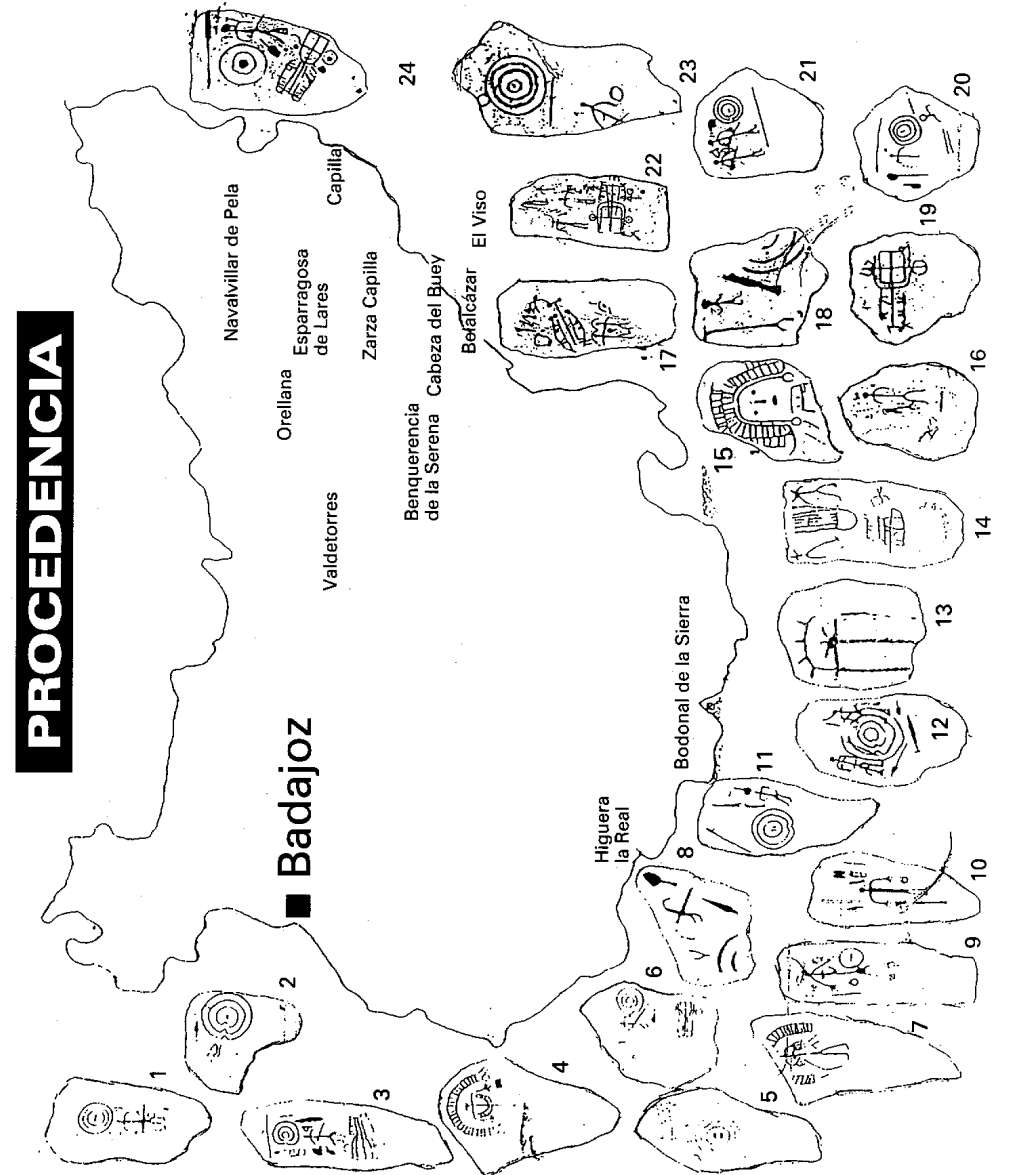 PROCEDENCIA
Navalvillar de Pela
Orellana
Esparragosa
de Lares
Capilla
Valdetorres
Zarza Capilla
Benquerencia
de la Serena
Cabeza del Buey
Belalcázar
El Viso
■ Badajoz
Higuera
la Real
Bodonal de la Sierra
1
2
3
4
5
6
7
8
9
10
11
12
13
14
15
16
17
18
19
20
21
22
23
24